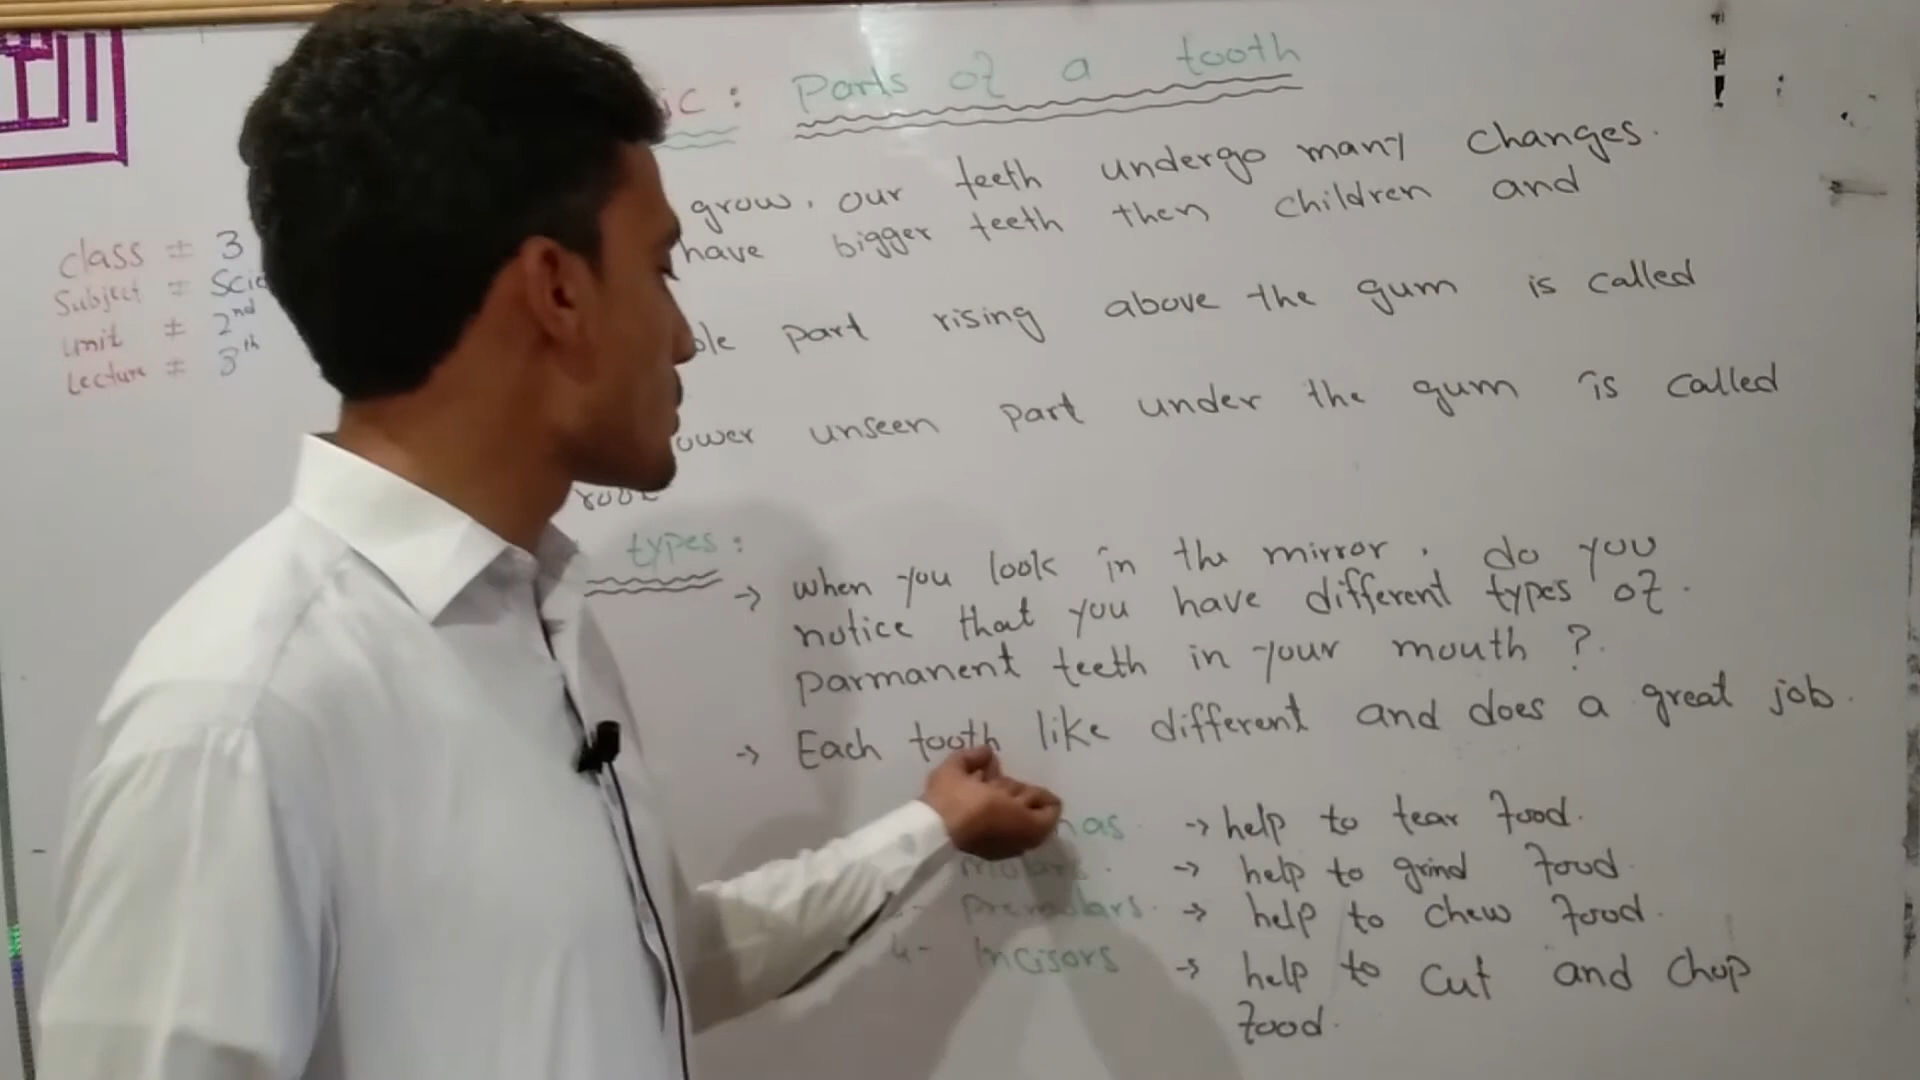 : Parts of a tooth
grow, our teeth undergo many changes.
have bigger teeth then children and
part rising above the gum is called
unseen part under the gum is called
root
class = 3
Subject =
unit = 2nd
Lecture = 3th
types:
→ when you look in the mirror, do you
notice that you have different types of
parmanent teeth in your mouth ?
→ Each tooth like different and does a great job.
→ help to tear food.
molars. → help to grind food.
premolars. → help to chew food.
4- Incisors → help to cut and chop
food.